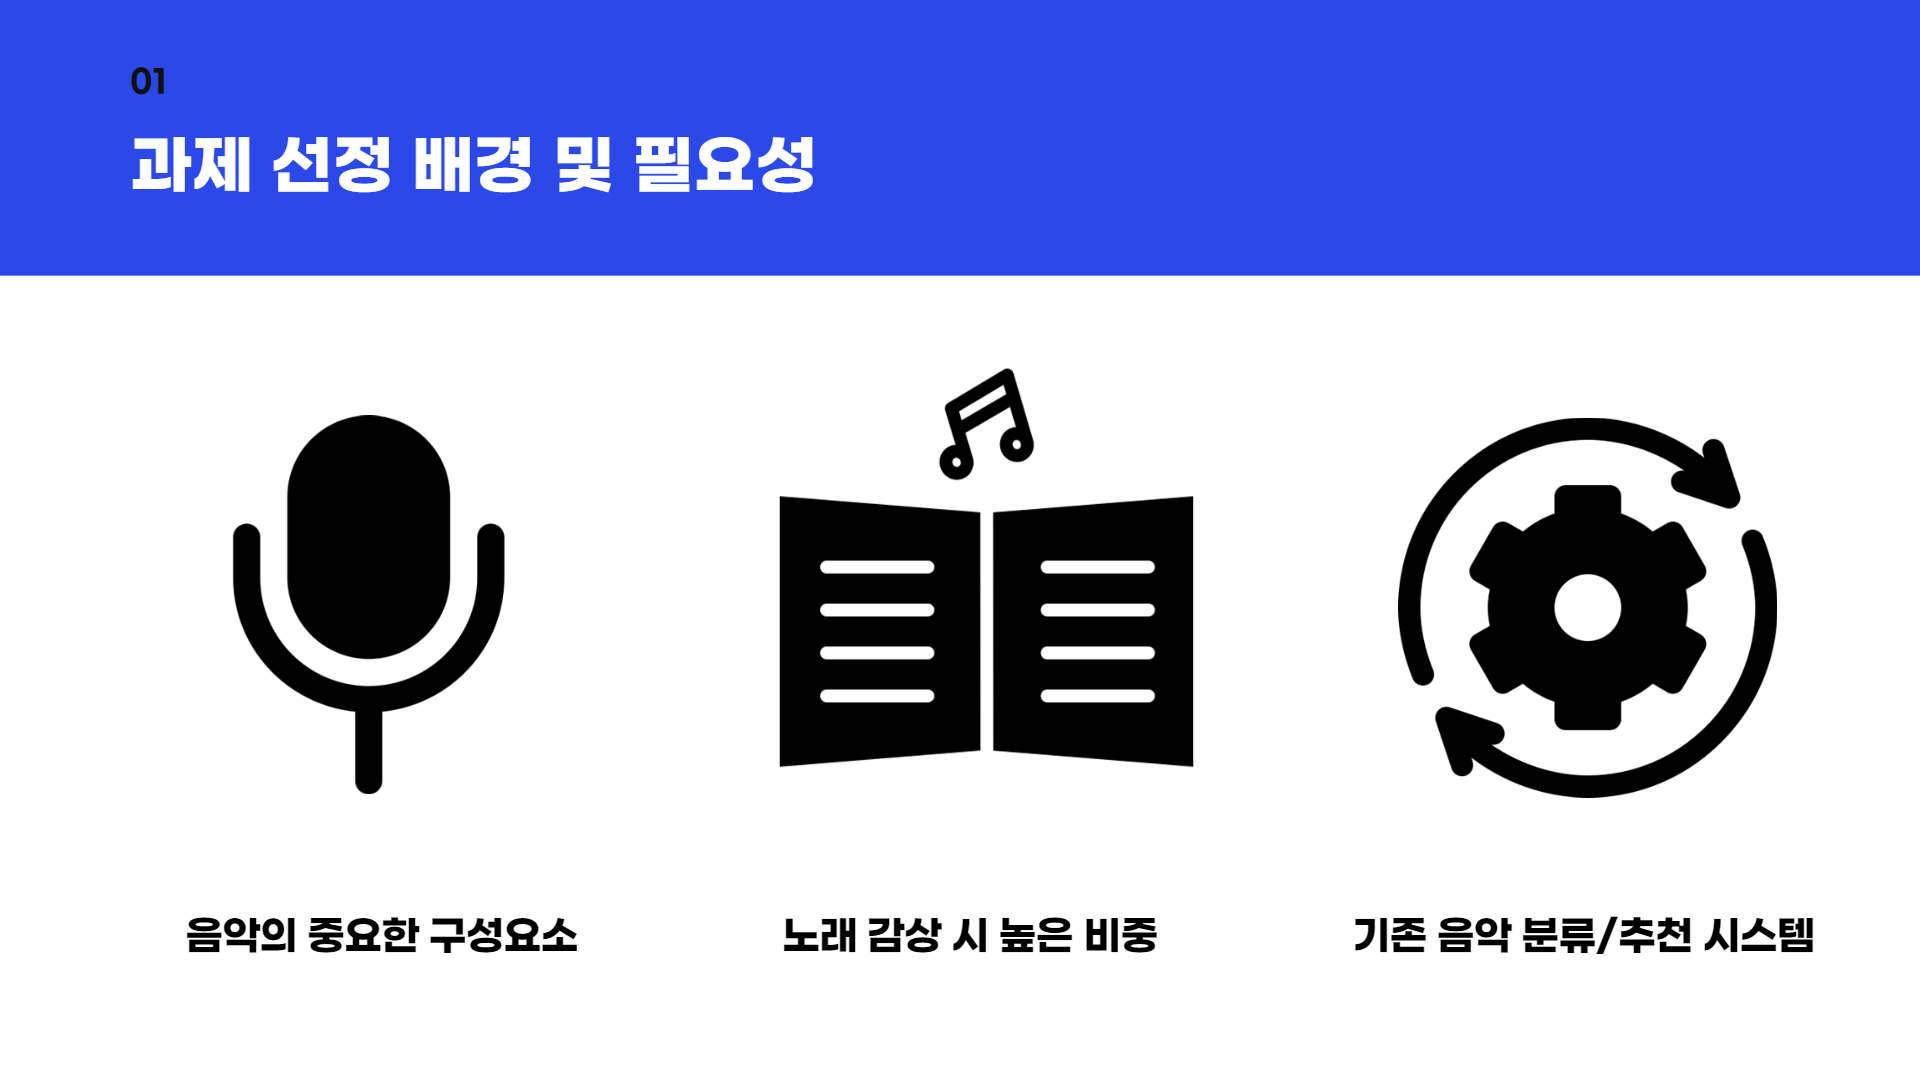 01
과제 선정 배경 및 필요성
음악의 중요한 구성요소
노래 감상 시 높은 비중
기존 음악 분류/추천 시스템